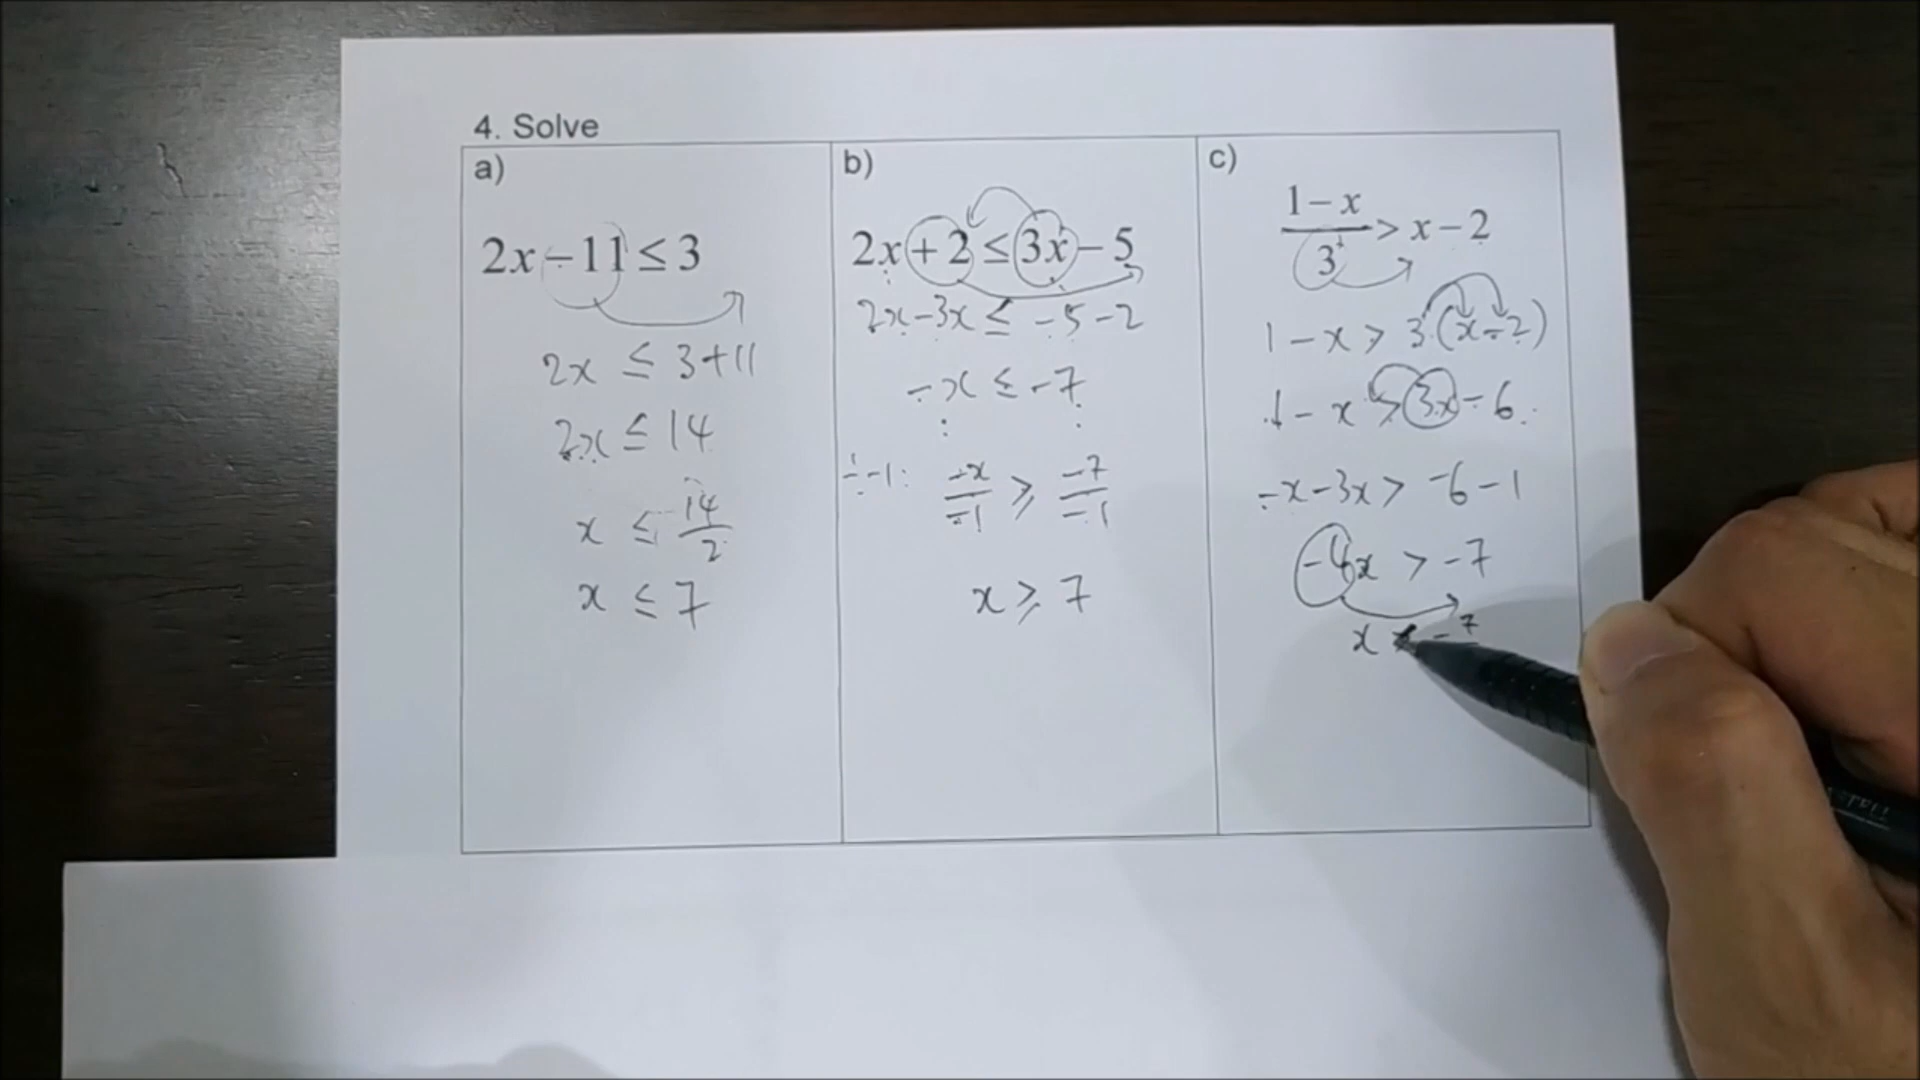 4. Solve
a)
2x − 11 ≤ 3
2x ≤ 3 + 11
2x ≤ 14
x ≤ 14/2
x ≤ 7
b)
2x + 2 ≤ 3x − 5
2x − 3x ≤ −5 − 2
−x ≤ −7
÷ −1: −x/−1 ≥ −7/−1
x ≥ 7
c)
(1 − x)/3 > x − 2
1 − x > 3(x − 2)
1 − x > 3x − 6
−x − 3x > −6 − 1
−4x > −7
x −7